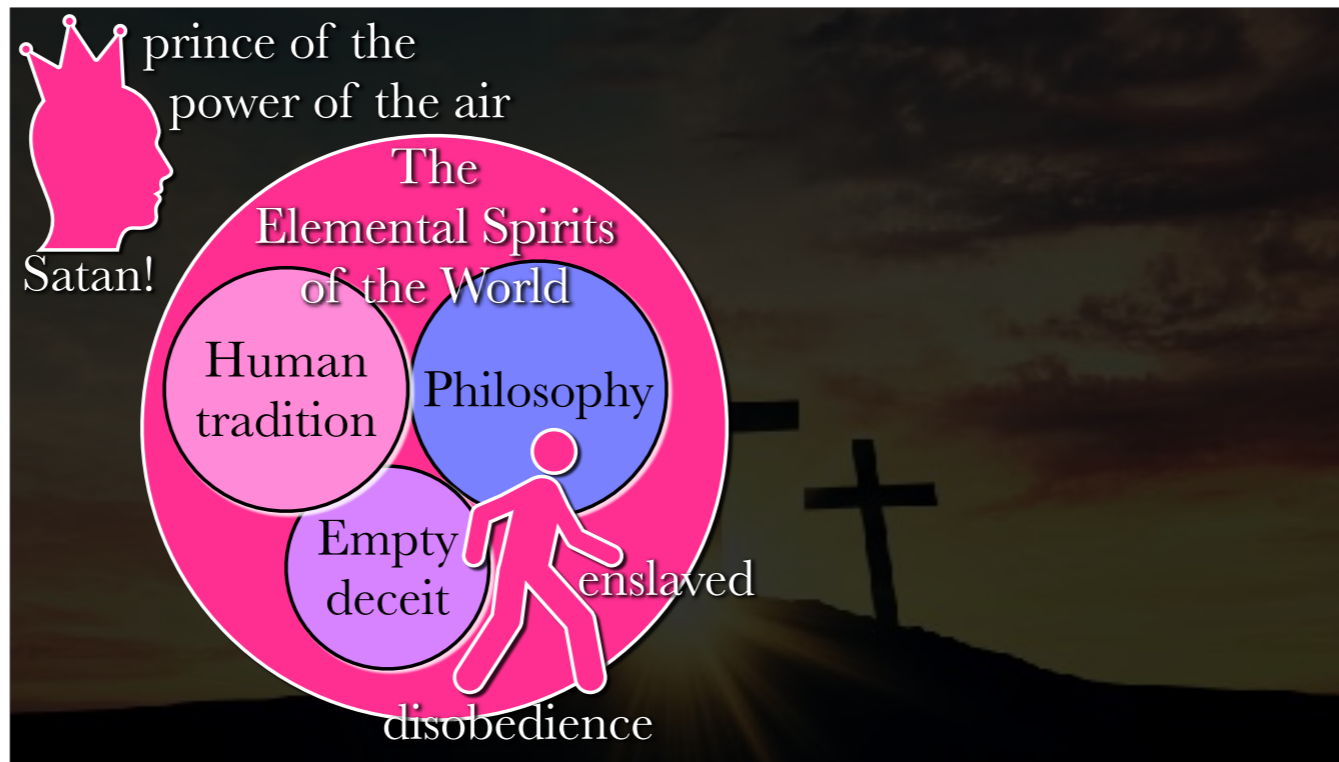 prince of the
power of the air
Satan!
The
Elemental Spirits
of the World
Human
tradition
Philosophy
Empty
deceit
enslaved
disobedience